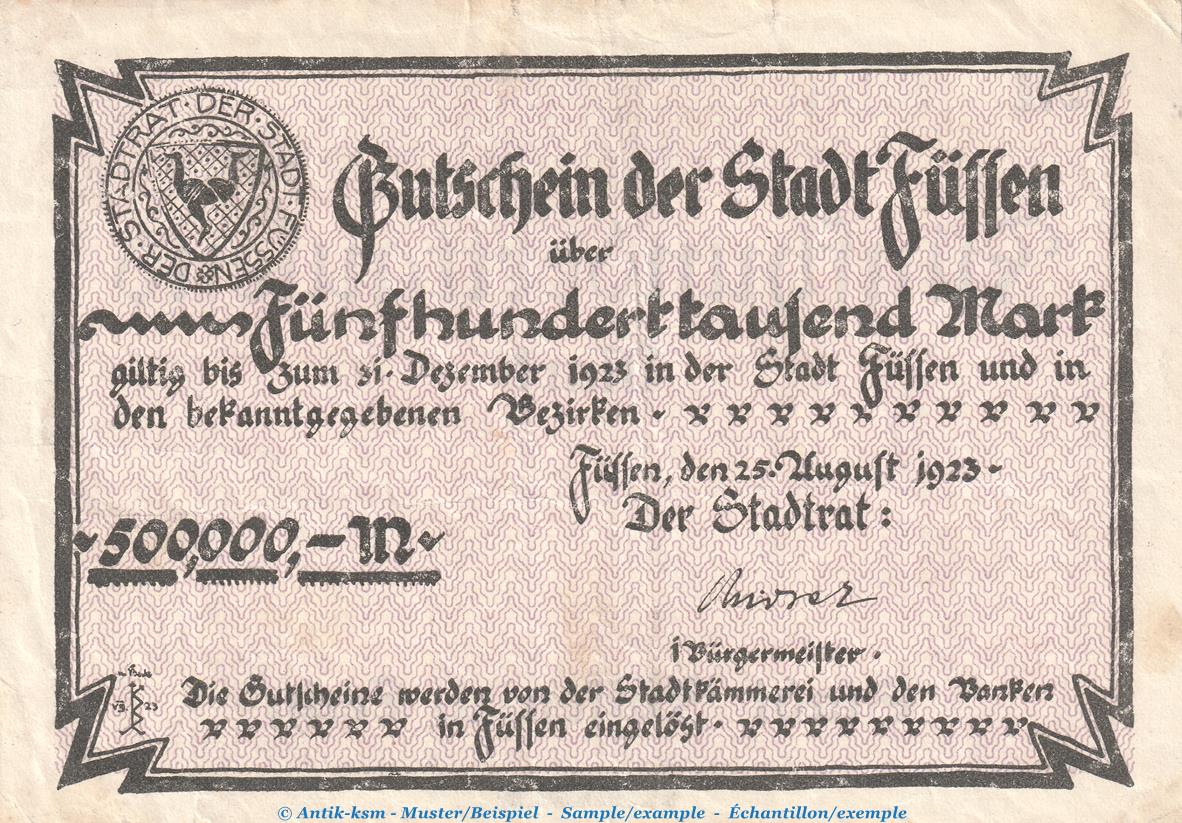 DER·STADTRAT·DER·STADT·FÜSSEN
Gutschein der Stadt Füssen
über
Fünfhunderttausend Mark
gültig bis zum 31. Dezember 1923 in der Stadt Füssen und in
den bekanntgegebenen Bezirken.
Füssen, den 25. August 1923.
Der Stadtrat:
500,000,- M
1 Bürgermeister.
VIII. 23
Die Gutscheine werden von der Stadtkämmerei und den Banken
in Füssen eingelöst.
© Antik-ksm - Muster/Beispiel - Sample/example - Échantillon/exemple